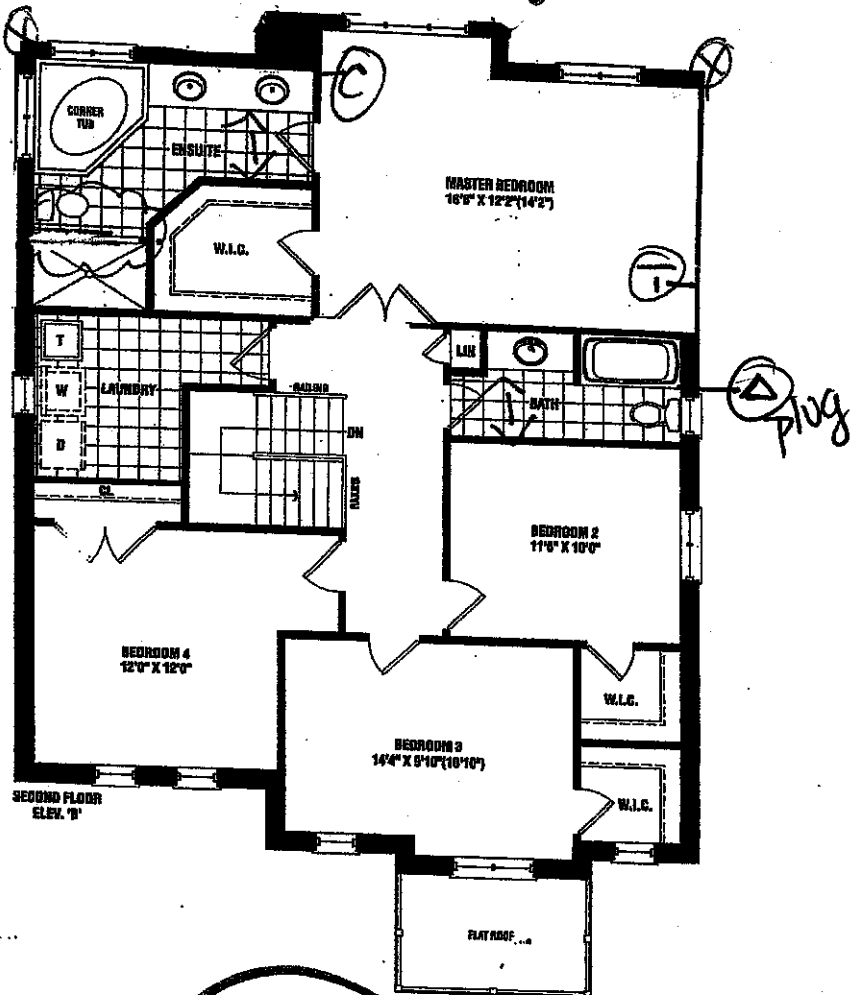 CORNER
TUB
ENSUITE
C
MASTER BEDROOM
16'8" X 12'2"(14'2")
W.I.C.
T
W
D
LAUNDRY
RAILING
DN
LIN
BATH
plug
CL
BEDROOM 2
11'6" X 10'0"
BEDROOM 4
12'0" X 12'0"
W.I.C.
BEDROOM 3
14'4" X 9'10"(10'10")
W.I.C.
SECOND FLOOR
ELEV. 'B'
FLAT ROOF